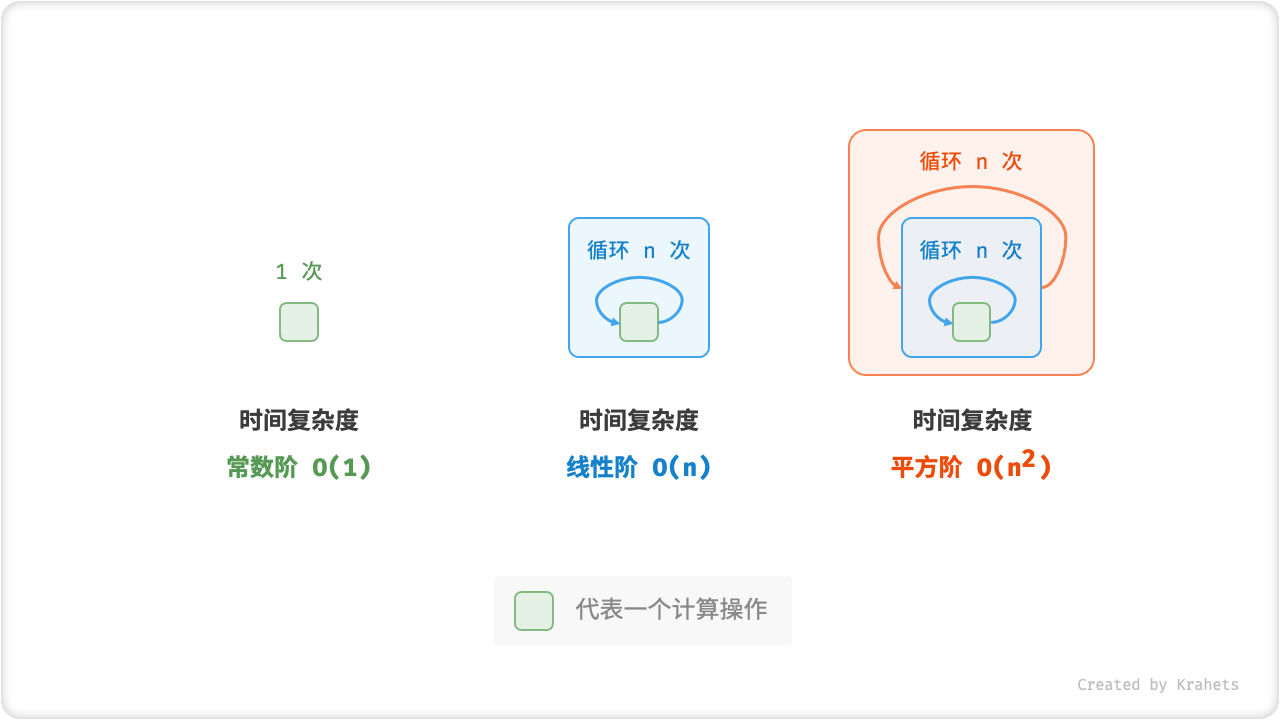 循环 n 次
循环 n 次
循环 n 次
1 次
时间复杂度
常数阶 O(1)
时间复杂度
线性阶 O(n)
时间复杂度
平方阶 O(n²)
代表一个计算操作
Created by Krahets